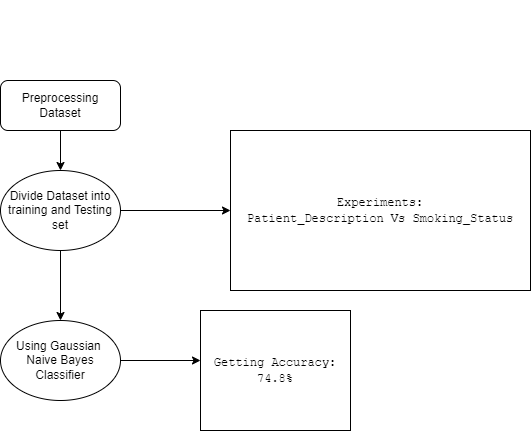 Preprocessing
Dataset
Divide Dataset into
training and Testing
set
Experiments:
Patient_Description Vs Smoking_Status
Using Gaussian
Naive Bayes
Classifier
Getting Accuracy:
74.8%